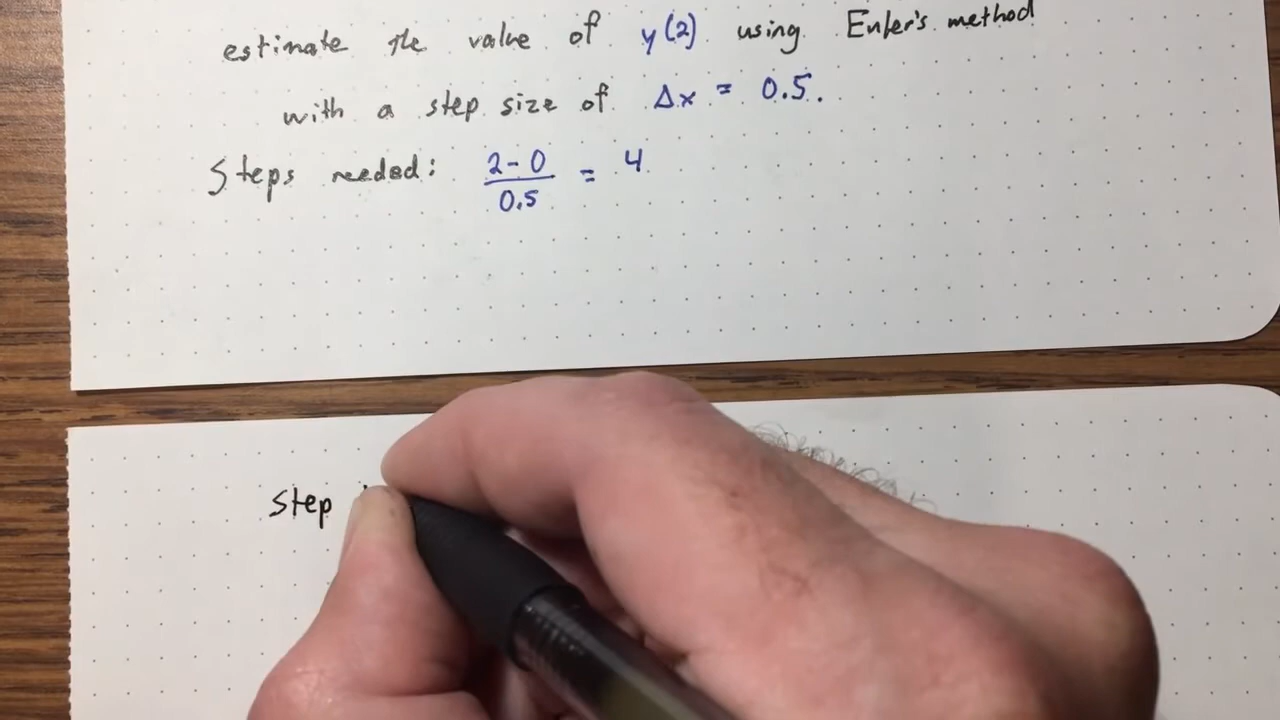 estimate the value of y(2) using Euler's method
with a step size of Δx = 0.5.
Steps needed: 2-0 / 0.5 = 4
Step